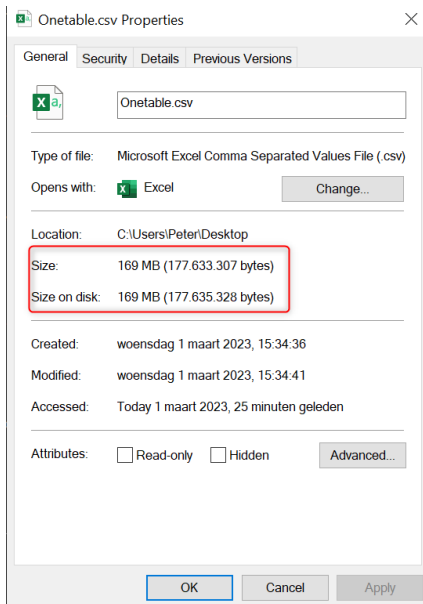 Onetable.csv Properties
General Security Details Previous Versions
X a,
Onetable.csv
Type of file: Microsoft Excel Comma Separated Values File (.csv)
Opens with: Excel Change...
Location: C:\Users\Peter\Desktop
Size: 169 MB (177.633.307 bytes)
Size on disk: 169 MB (177.635.328 bytes)
Created: woensdag 1 maart 2023, 15:34:36
Modified: woensdag 1 maart 2023, 15:34:41
Accessed: Today 1 maart 2023, 25 minuten geleden
Attributes: Read-only Hidden Advanced...
OK Cancel Apply